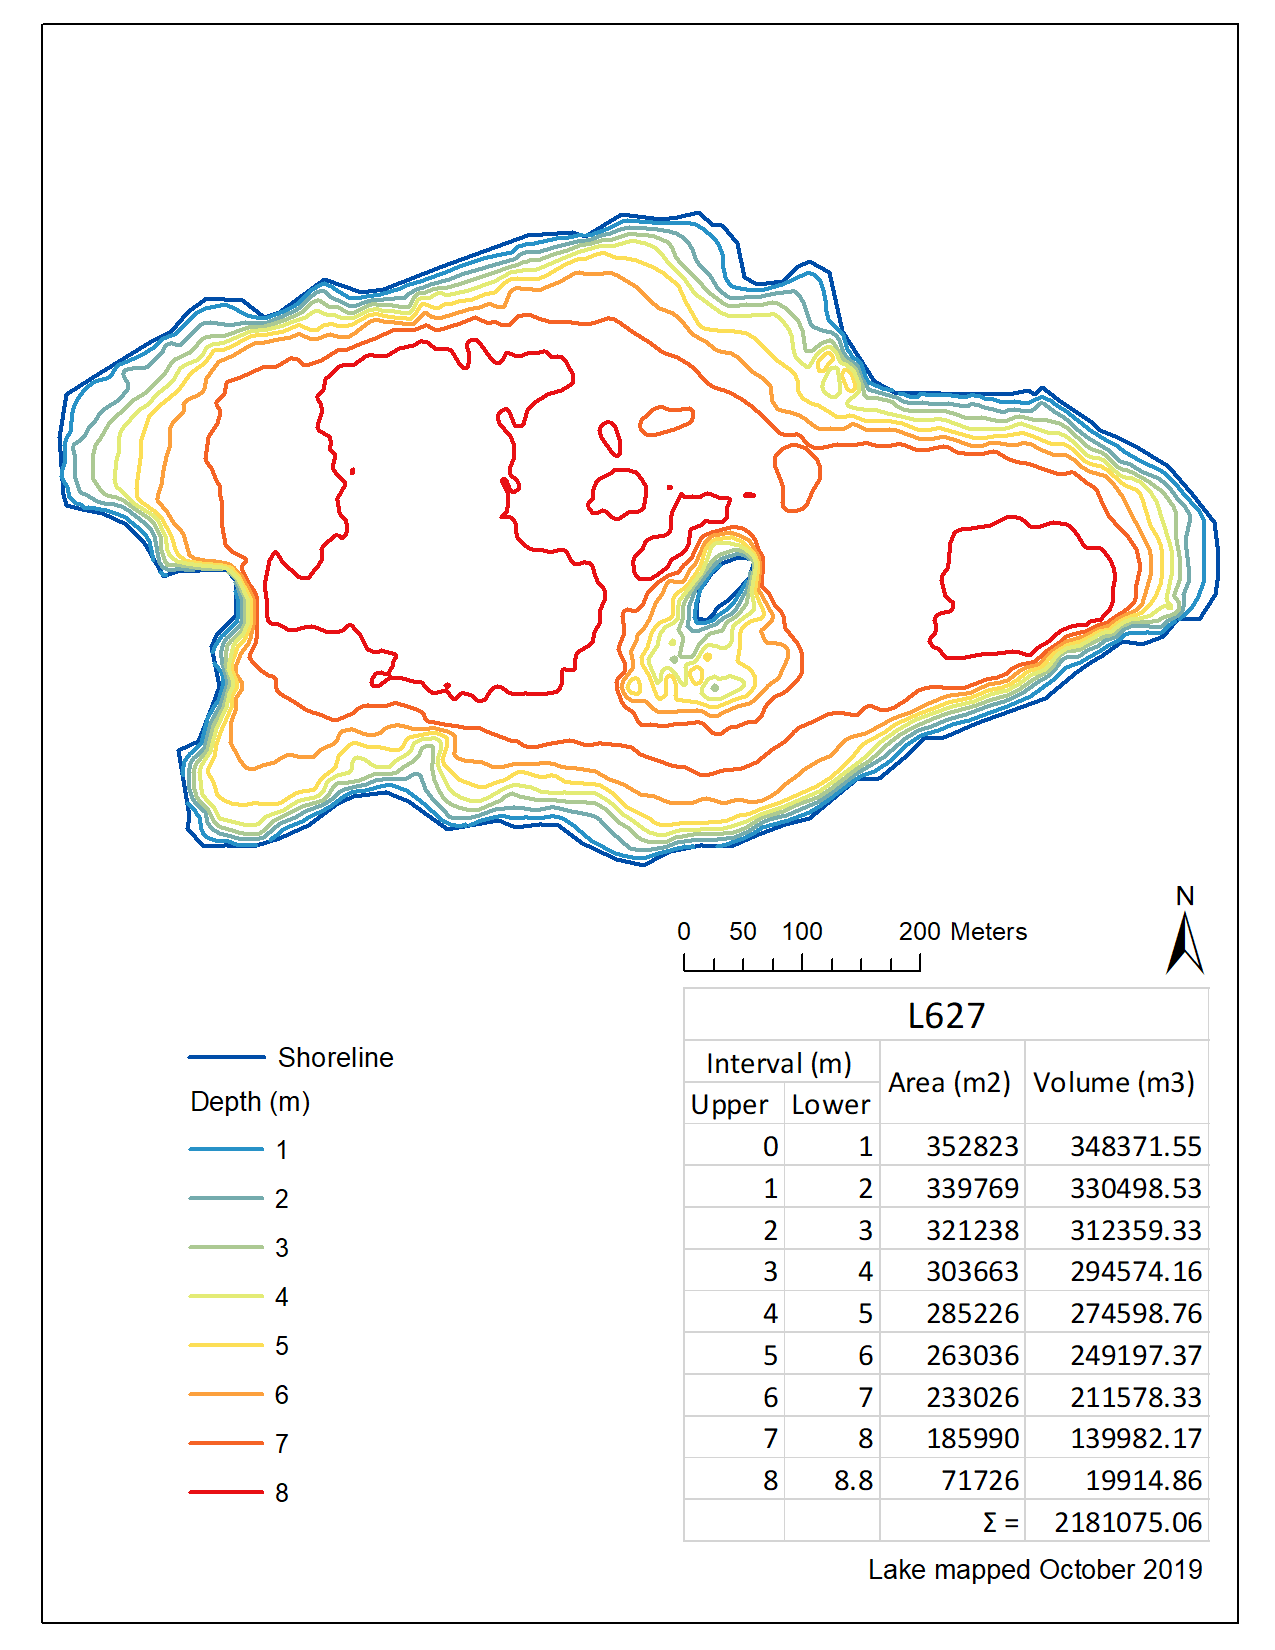 N
0 50 100 200 Meters
Shoreline
Depth (m)
1
2
3
4
5
6
7
8
L627
Interval (m) Area (m2) Volume (m3)
Upper Lower
0 1 352823 348371.55
1 2 339769 330498.53
2 3 321238 312359.33
3 4 303663 294574.16
4 5 285226 274598.76
5 6 263036 249197.37
6 7 233026 211578.33
7 8 185990 139982.17
8 8.8 71726 19914.86
Σ = 2181075.06
Lake mapped October 2019